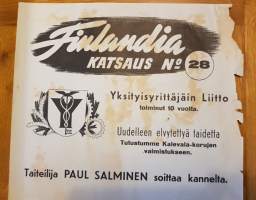 Finlandia
KATSAUS No 28
Yksityisyrittäjäin Liitto
toiminut 10 vuotta.
Uudelleen elvytettyä taidetta
Tutustumme Kalevala-korujen
valmistukseen.
Taiteilija PAUL SALMINEN soittaa kannelta.